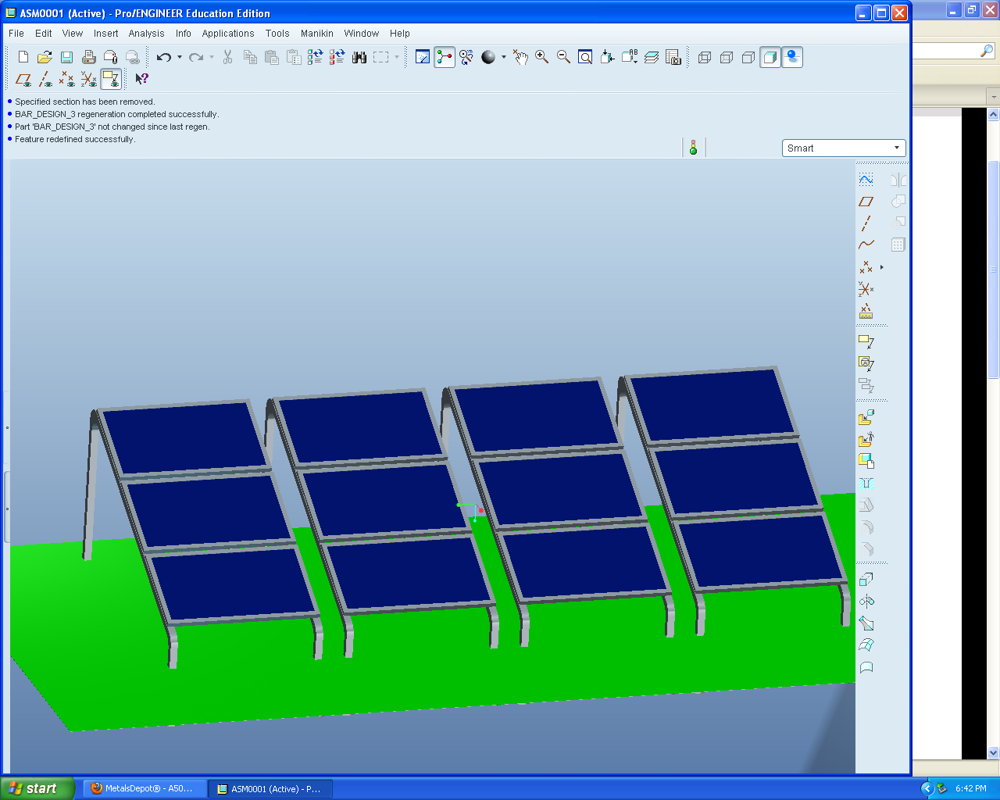 ASM0001 (Active) - Pro/ENGINEER Education Edition
File Edit View Insert Analysis Info Applications Tools Manikin Window Help
Specified section has been removed.
BAR_DESIGN_3 regeneration completed successfully.
Part 'BAR_DESIGN_3' not changed since last regen.
Feature redefined successfully.
Smart
start MetalsDepot® - A50... ASM0001 (Active) - P... 6:42 PM